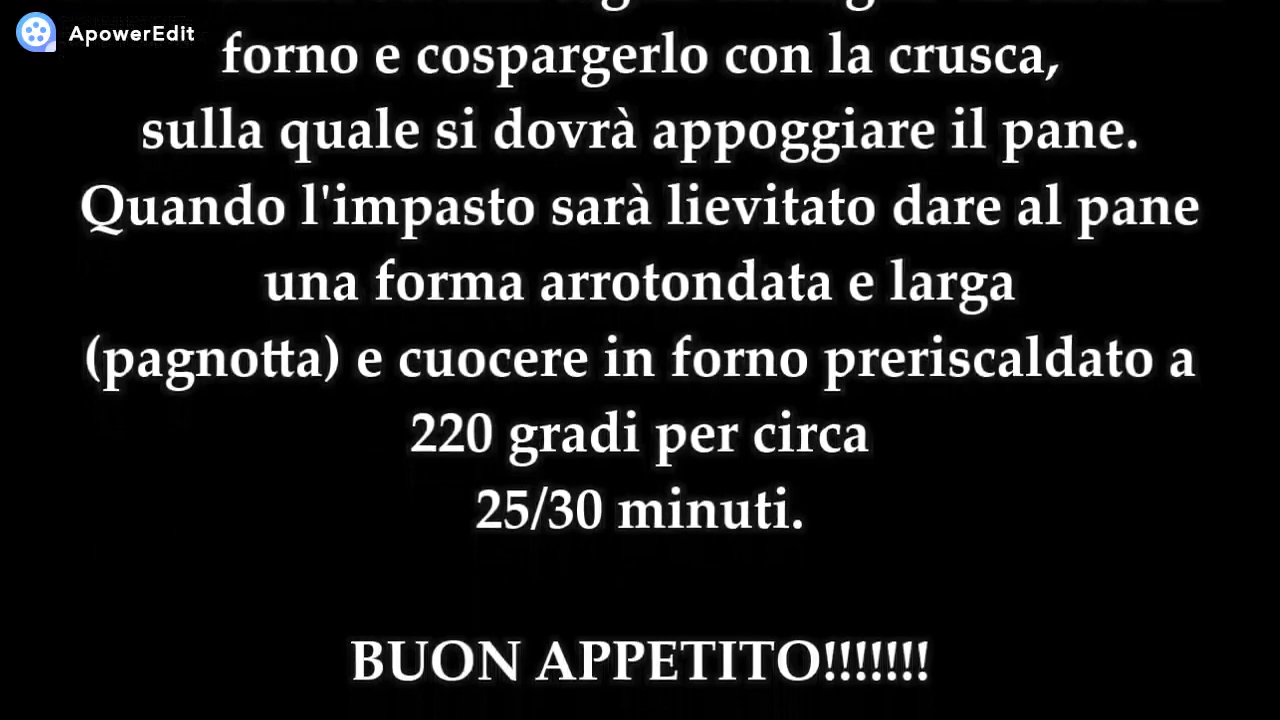 ApowerEdit
forno e cospargerlo con la crusca,
sulla quale si dovrà appoggiare il pane.
Quando l'impasto sarà lievitato dare al pane
una forma arrotondata e larga
(pagnotta) e cuocere in forno preriscaldato a
220 gradi per circa
25/30 minuti.
BUON APPETITO!!!!!!!